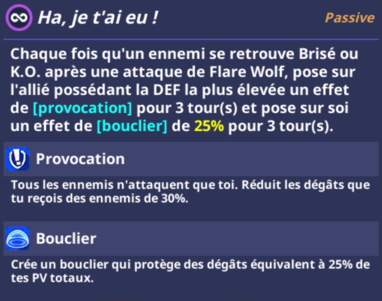 Ha, je t'ai eu !
Passive
Chaque fois qu'un ennemi se retrouve Brisé ou
K.O. après une attaque de Flare Wolf, pose sur
l'allié possédant la DEF la plus élevée un effet
de [provocation] pour 3 tour(s) et pose sur soi
un effet de [bouclier] de 25% pour 3 tour(s).
Provocation
Tous les ennemis n'attaquent que toi. Réduit les dégâts que
tu reçois des ennemis de 30%.
Bouclier
Crée un bouclier qui protège des dégâts équivalent à 25% de
tes PV totaux.